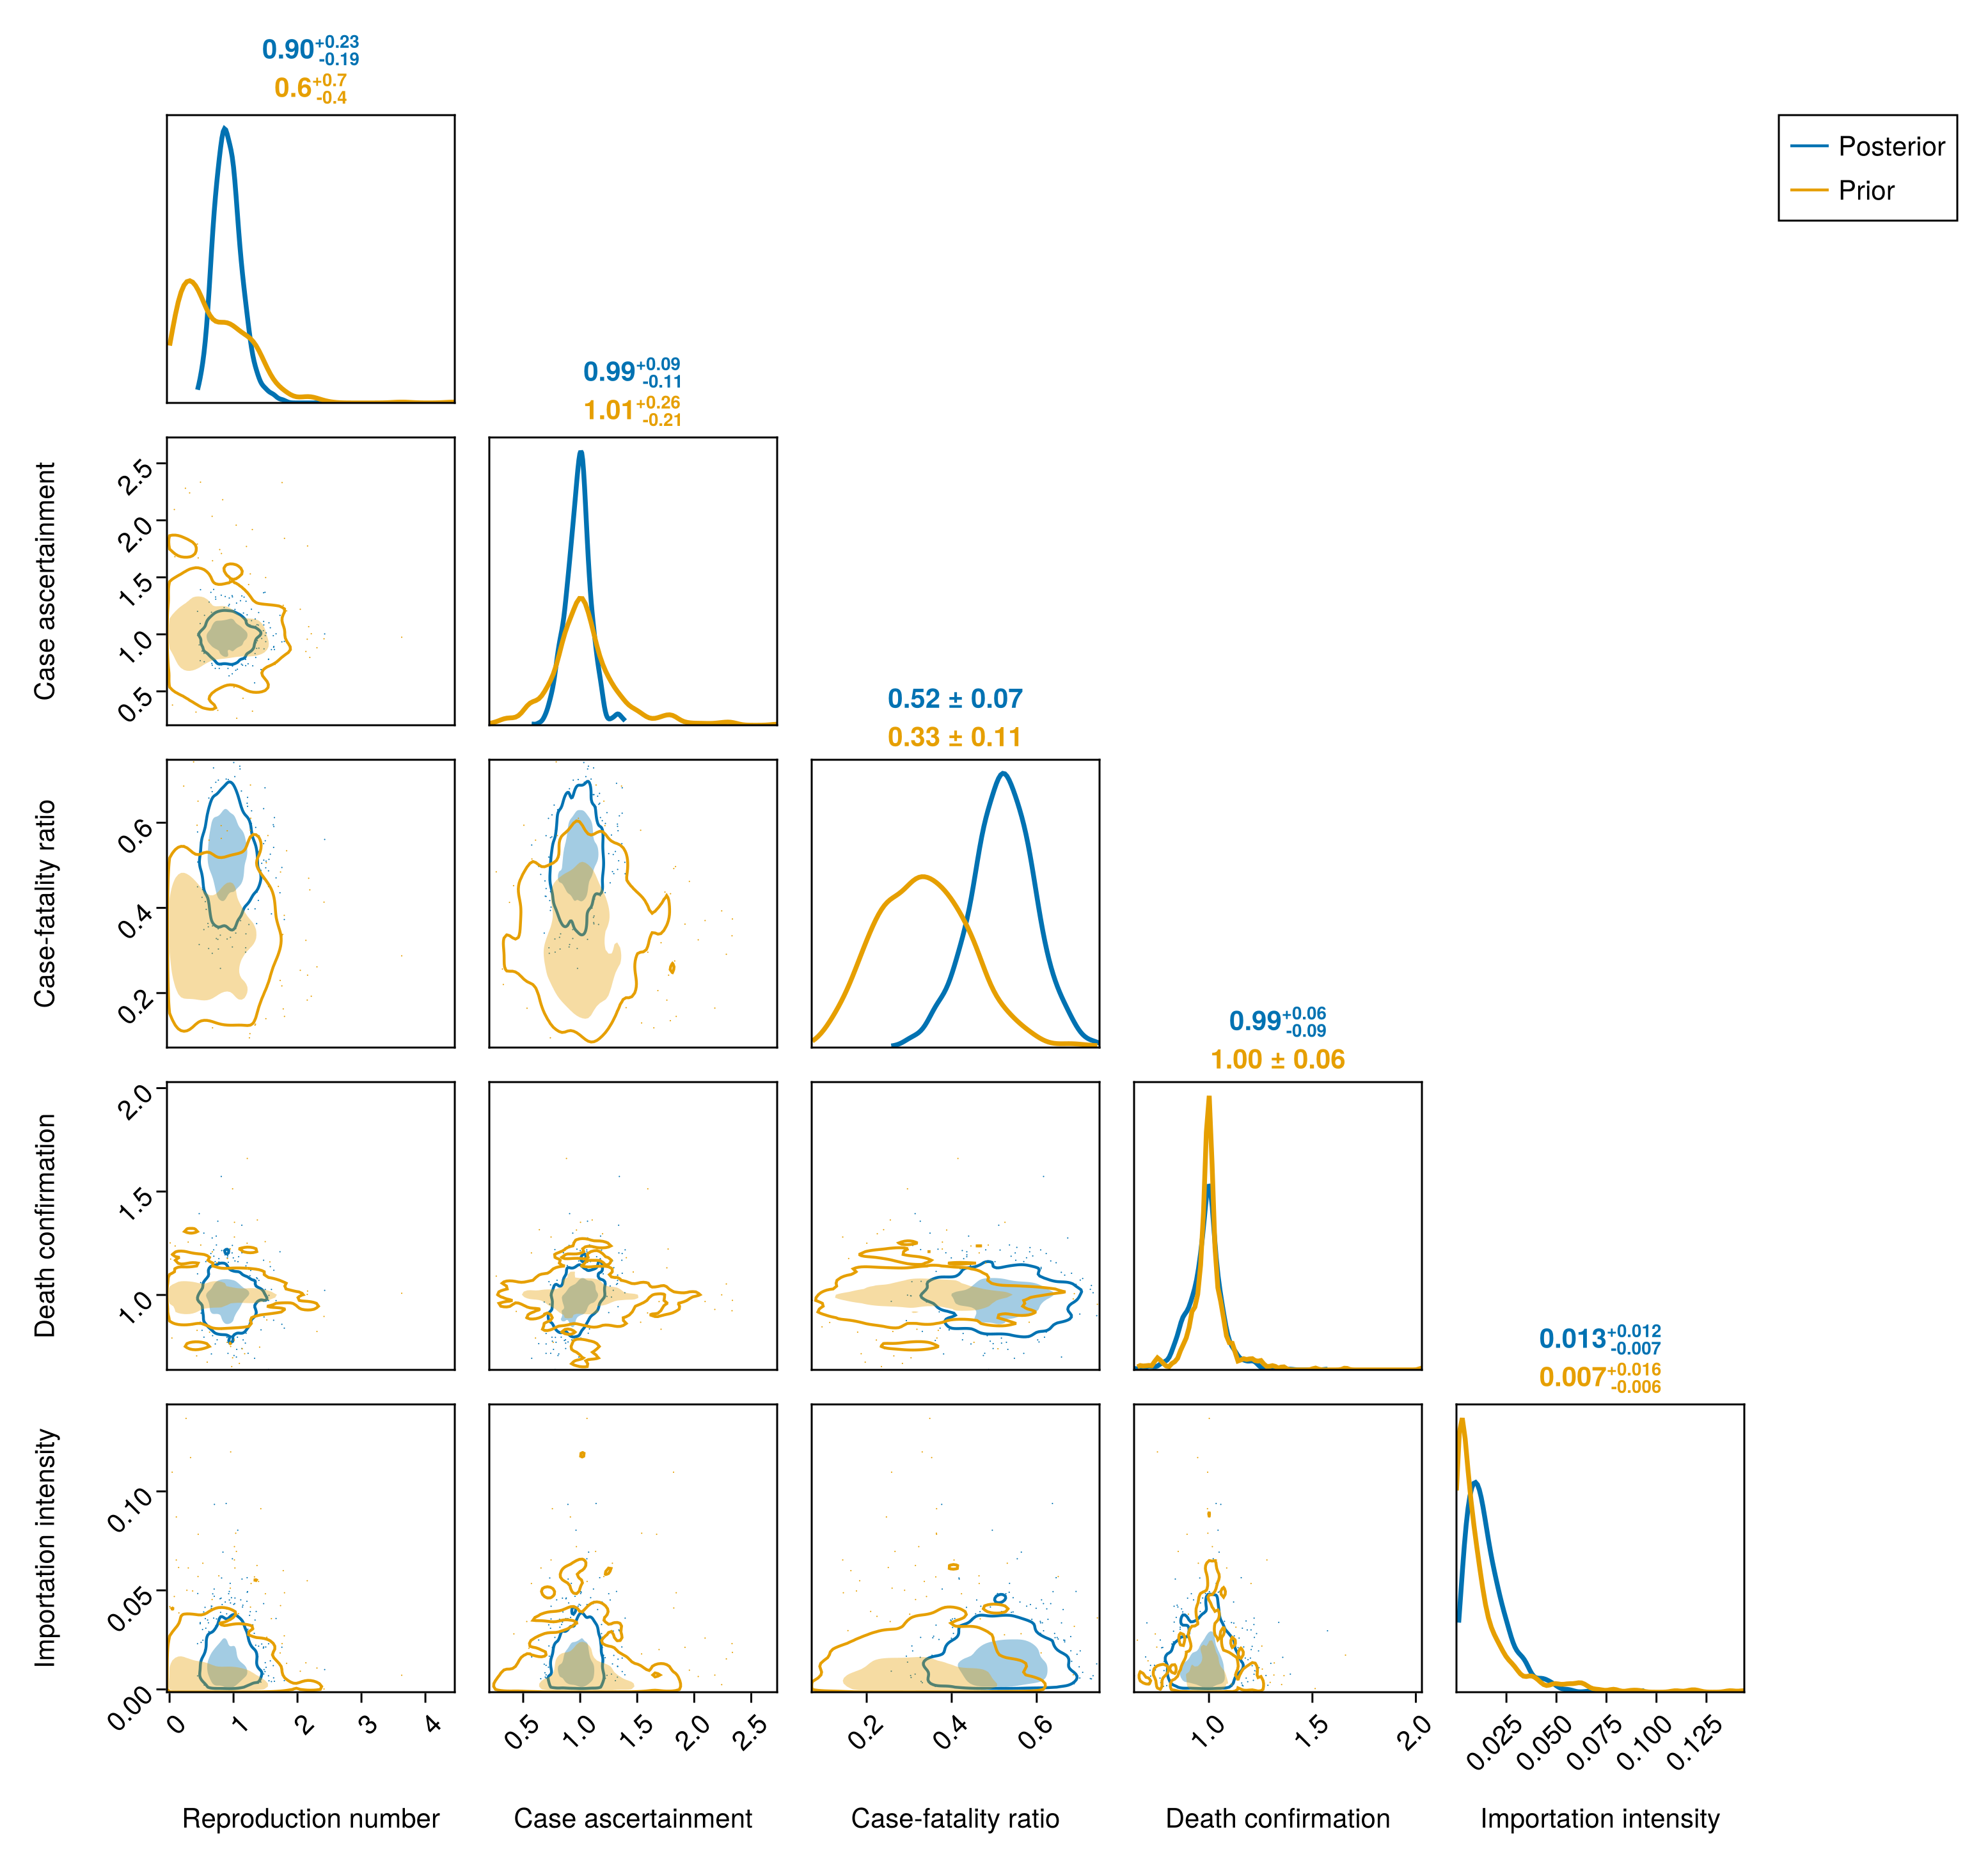 0.90+0.23-0.19
0.6+0.7-0.4
Posterior
Prior
0.99+0.09-0.11
1.01+0.26-0.21
Case ascertainment
2.5
2.0
1.5
1.0
0.5
0.52 ± 0.07
0.33 ± 0.11
Case-fatality ratio
0.6
0.4
0.2
0.99+0.06-0.09
1.00 ± 0.06
Death confirmation
2.0
1.5
1.0
0.013+0.012-0.007
0.007+0.016-0.006
Importation intensity
0.10
0.05
0.00
0 1 2 3 4
0.5 1.0 1.5 2.0 2.5
0.2 0.4 0.6
1.0 1.5 2.0
0.025 0.050 0.075 0.100 0.125
Reproduction number
Case ascertainment
Case-fatality ratio
Death confirmation
Importation intensity